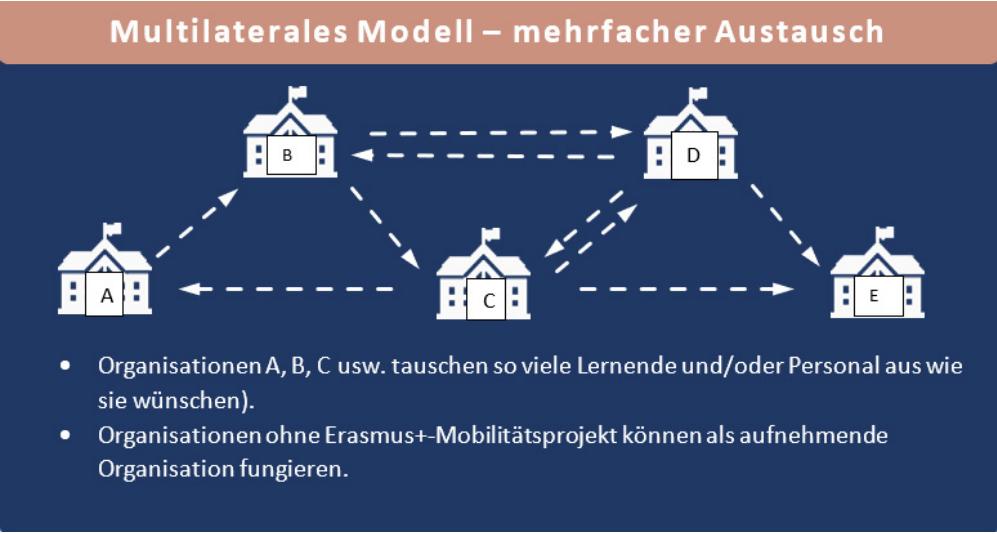 Multilaterales Modell – mehrfacher Austausch
B
D
A
C
E
• Organisationen A, B, C usw. tauschen so viele Lernende und/oder Personal aus wie
sie wünschen).
• Organisationen ohne Erasmus+-Mobilitätsprojekt können als aufnehmende
Organisation fungieren.